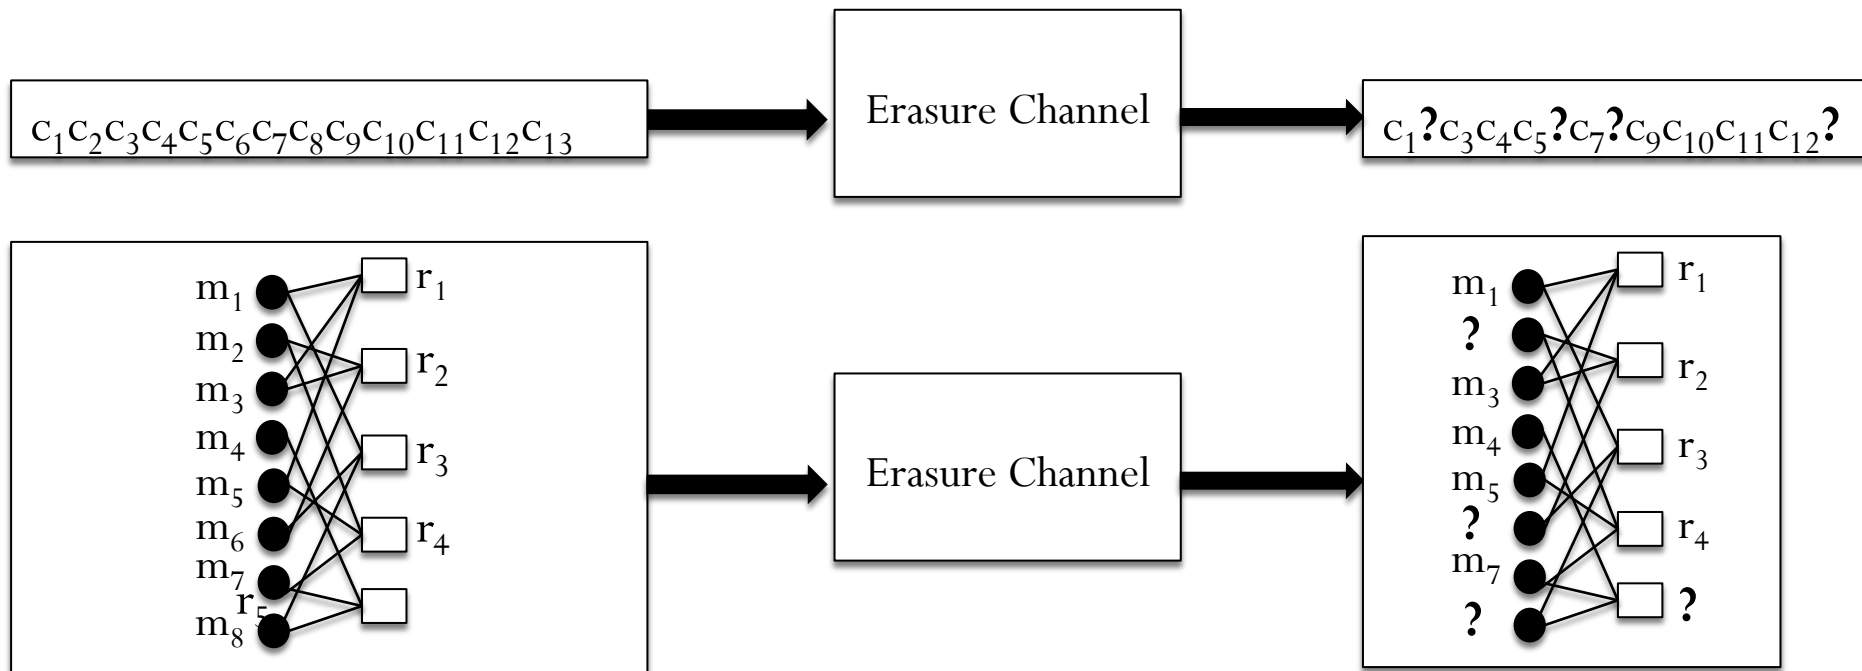 c₁c₂c₃c₄c₅c₆c₇c₈c₉c₁₀c₁₁c₁₂c₁₃
Erasure Channel
c₁?c₃c₄c₅?c₇?c₉c₁₀c₁₁c₁₂?
m₁
m₂
m₃
m₄
m₅
m₆
m₇
r₅
m₈
r₁
r₂
r₃
r₄
Erasure Channel
m₁
?
m₃
m₄
m₅
?
m₇
?
r₁
r₂
r₃
r₄
?